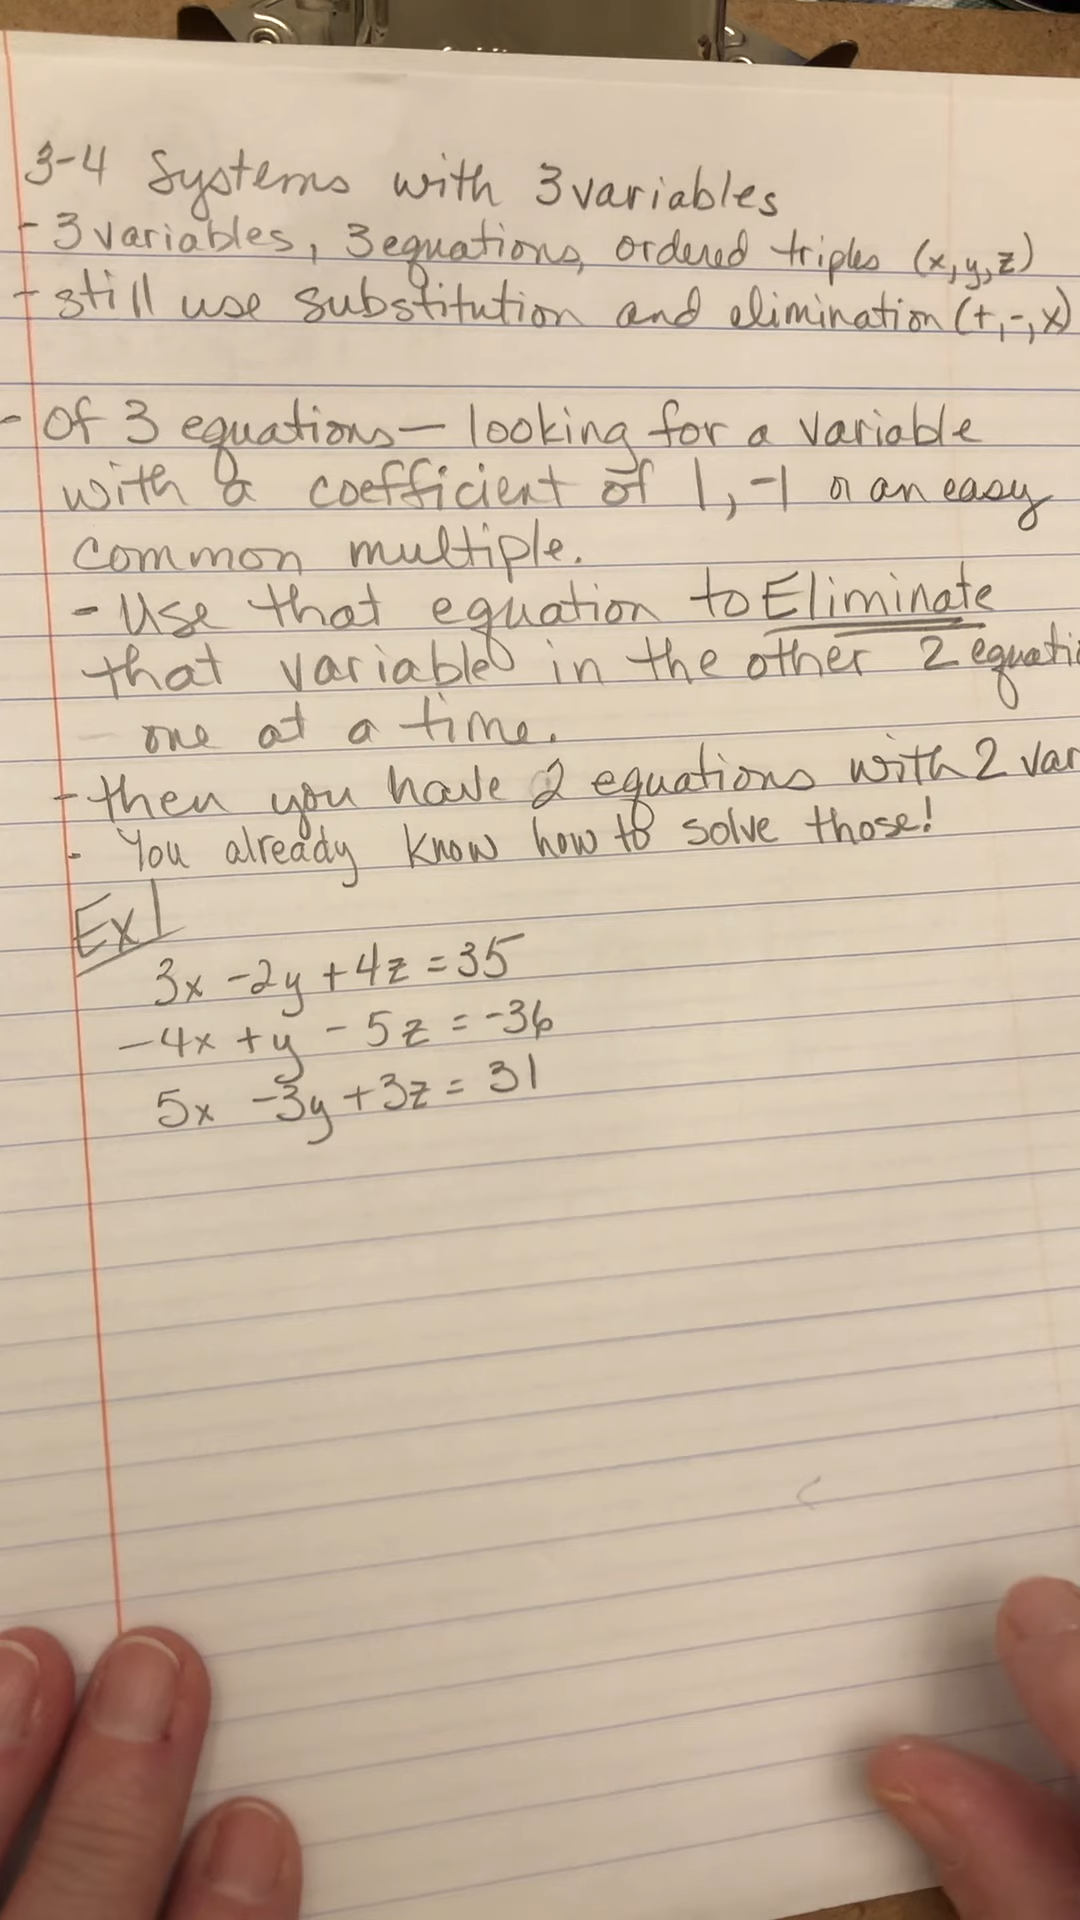 3-4 Systems with 3 variables
- 3 variables, 3 equations, ordered triples (x,y,z)
- still use substitution and elimination (+,-,x)
- of 3 equations — looking for a variable
with a coefficient of 1, -1 or an easy
common multiple.
- Use that equation to Eliminate
that variable in the other 2 equati
one at a time.
- then you have 2 equations with 2 var
- You already know how to solve those!
Ex 1
3x - 2y + 4z = 35
-4x + y - 5z = -36
5x - 3y + 3z = 31